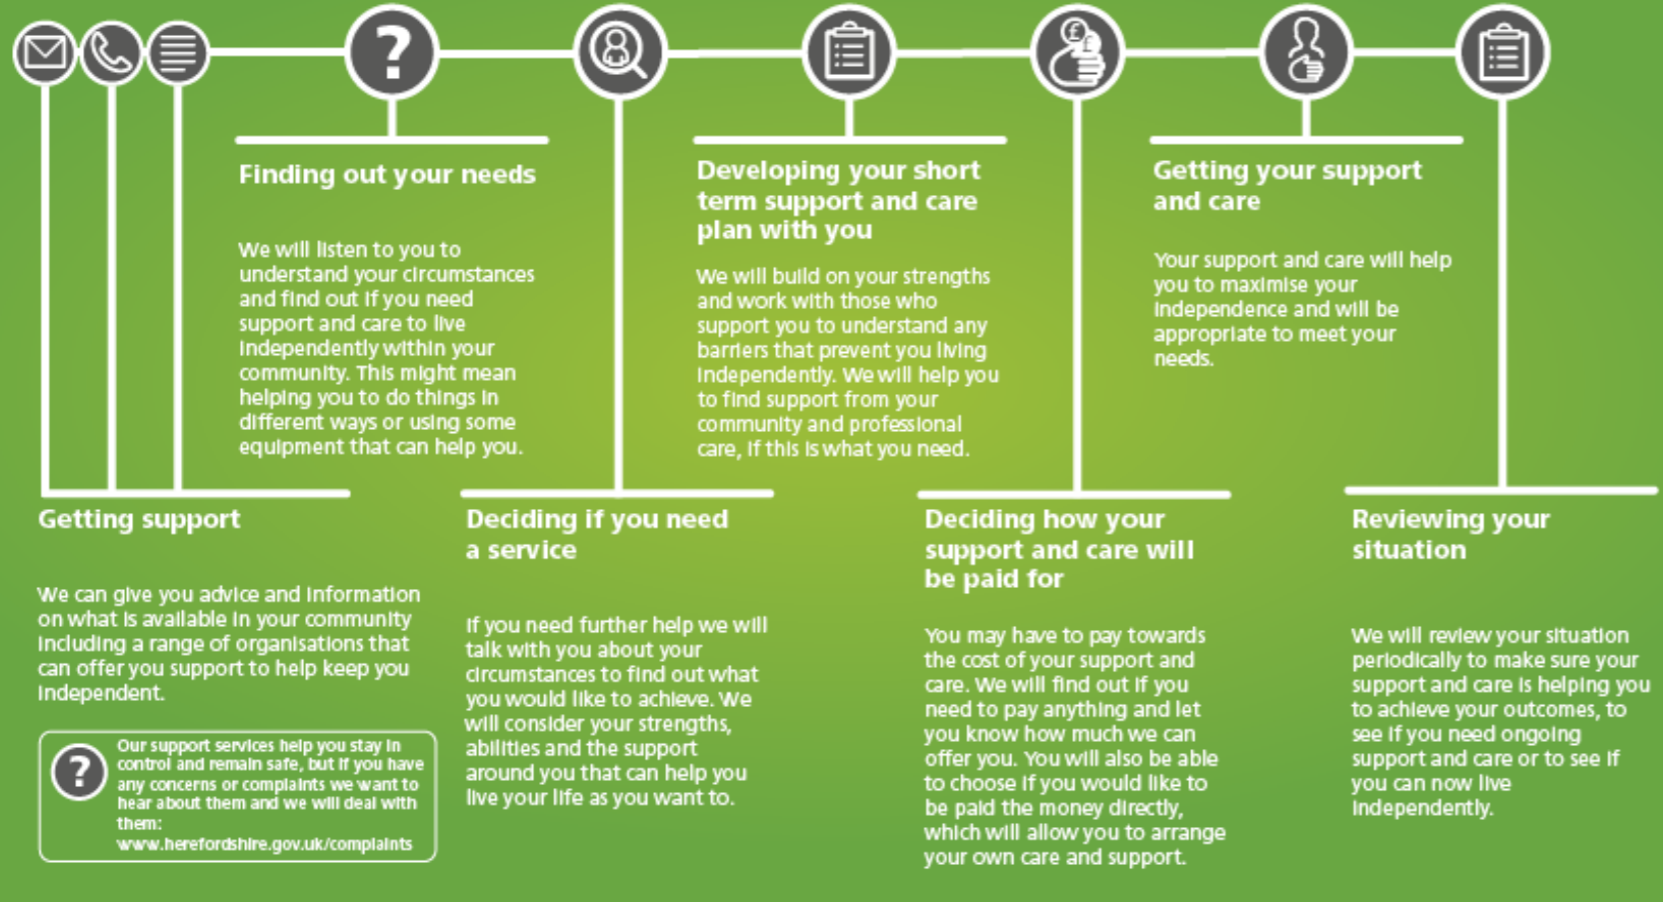 Getting support
We can give you advice and information
on what is available in your community
including a range of organisations that
can offer you support to help keep you
independent.
?
Our support services help you stay in
control and remain safe, but if you have
any concerns or complaints we want to
hear about them and we will deal with
them:
www.herefordshire.gov.uk/complaints
?
Finding out your needs
We will listen to you to
understand your circumstances
and find out if you need
support and care to live
independently within your
community. This might mean
helping you to do things in
different ways or using some
equipment that can help you.
Deciding if you need
a service
If you need further help we will
talk with you about your
circumstances to find out what
you would like to achieve. We
will consider your strengths,
abilities and the support
around you that can help you
live your life as you want to.
Developing your short
term support and care
plan with you
We will build on your strengths
and work with those who
support you to understand any
barriers that prevent you living
independently. We will help you
to find support from your
community and professional
care, if this is what you need.
£ £
Deciding how your
support and care will
be paid for
You may have to pay towards
the cost of your support and
care. We will find out if you
need to pay anything and let
you know how much we can
offer you. You will also be able
to choose if you would like to
be paid the money directly,
which will allow you to arrange
your own care and support.
Getting your support
and care
Your support and care will help
you to maximise your
independence and will be
appropriate to meet your
needs.
Reviewing your
situation
We will review your situation
periodically to make sure your
support and care is helping you
to achieve your outcomes, to
see if you need ongoing
support and care or to see if
you can now live
independently.